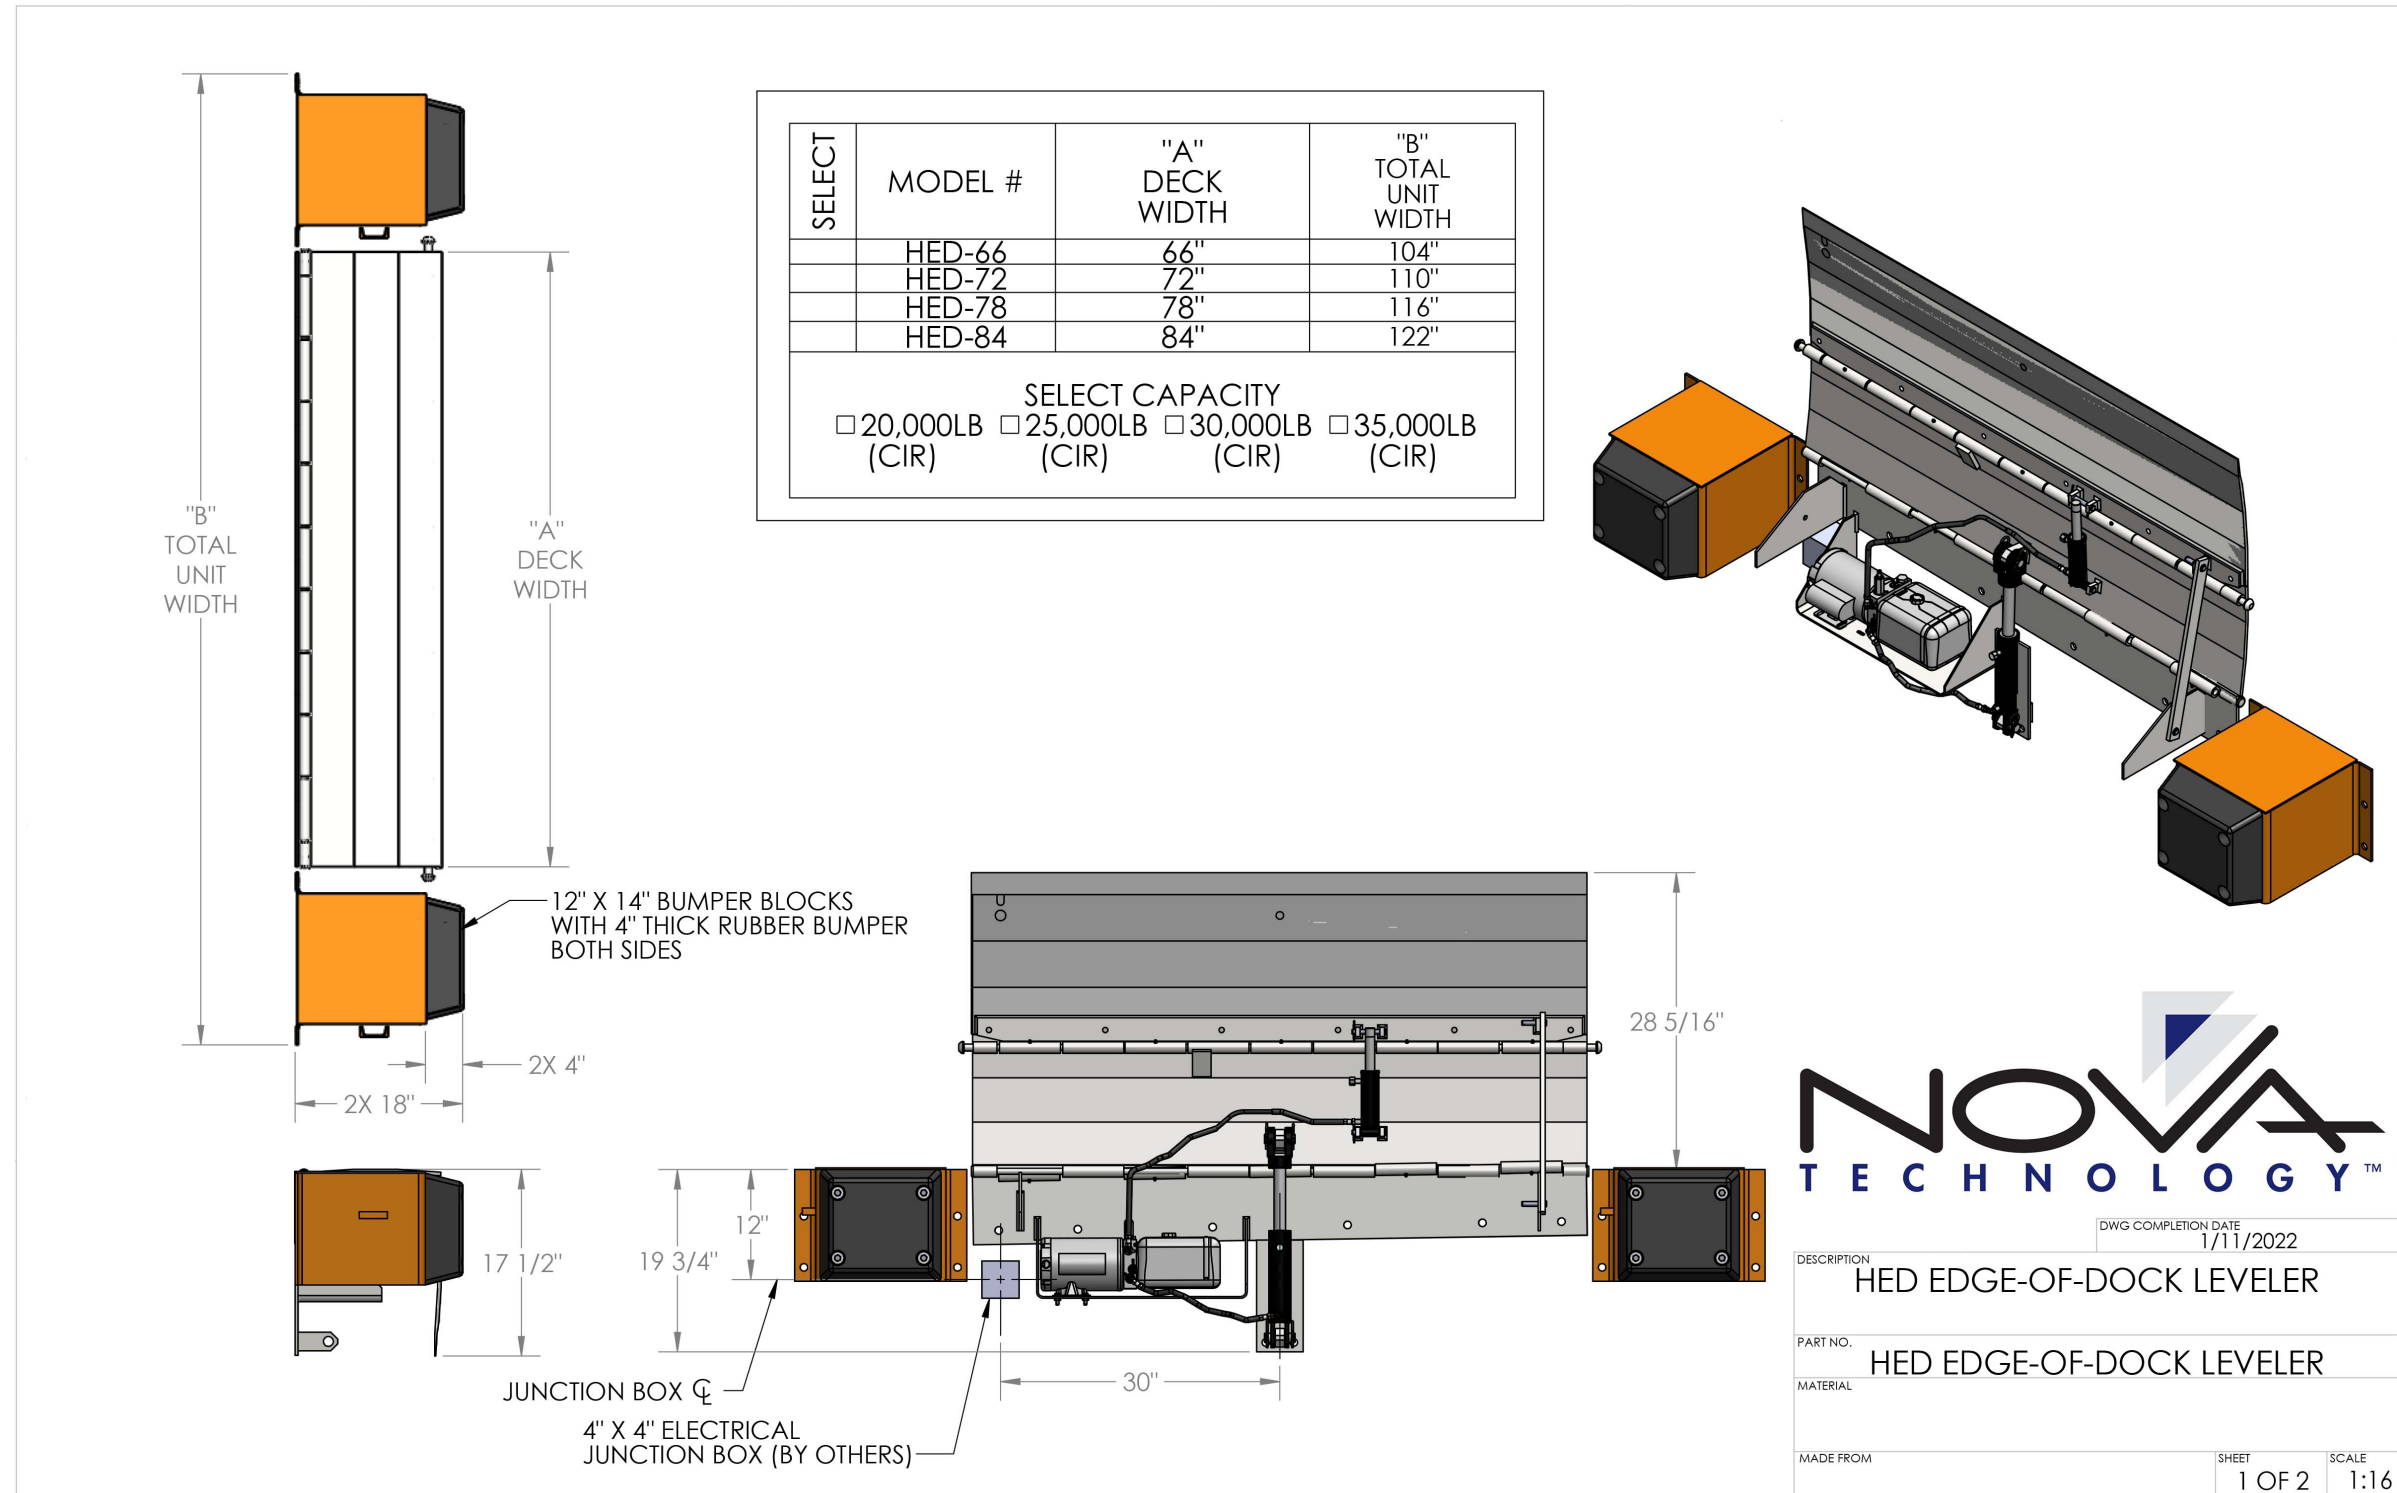 SELECT
MODEL #
"A"
DECK
WIDTH
"B"
TOTAL
UNIT
WIDTH
HED-66 66" 104"
HED-72 72" 110"
HED-78 78" 116"
HED-84 84" 122"
SELECT CAPACITY
□ 20,000LB □ 25,000LB □ 30,000LB □ 35,000LB
(CIR) (CIR) (CIR) (CIR)
"B"
TOTAL
UNIT
WIDTH
"A"
DECK
WIDTH
12" X 14" BUMPER BLOCKS
WITH 4" THICK RUBBER BUMPER
BOTH SIDES
2X 4"
2X 18"
28 5/16"
17 1/2"
19 3/4"
12"
30"
JUNCTION BOX ℄
4" X 4" ELECTRICAL
JUNCTION BOX (BY OTHERS)
NOVA
TECHNOLOGY™
DWG COMPLETION DATE
1/11/2022
DESCRIPTION
HED EDGE-OF-DOCK LEVELER
PART NO.
HED EDGE-OF-DOCK LEVELER
MATERIAL
MADE FROM
SHEET
1 OF 2
SCALE
1:16